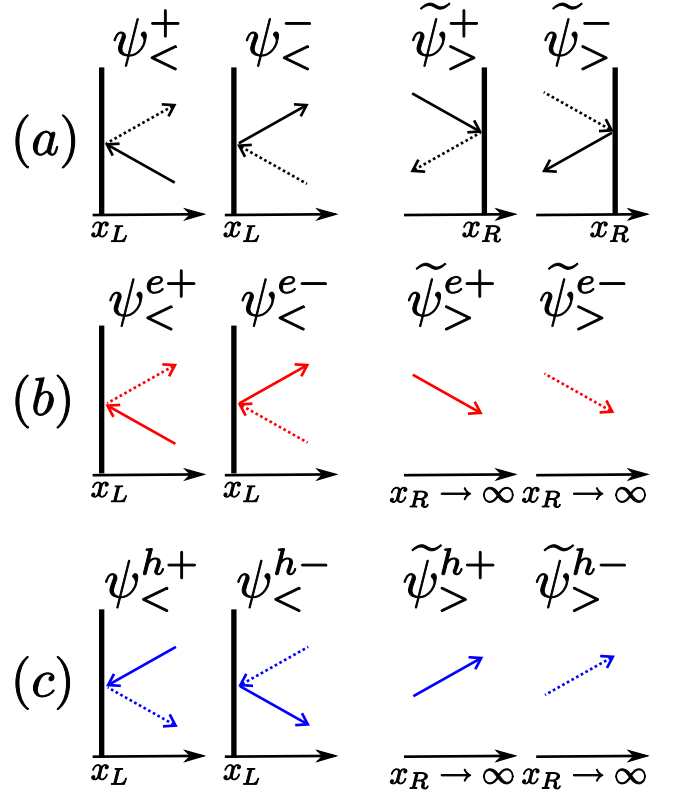 ψ₍<₎⁺ ψ₍<₎⁻ ψ̃₍>₎⁺ ψ̃₍>₎⁻
(a)
x_L x_L x_R x_R
ψ₍<₎ᵉ⁺ ψ₍<₎ᵉ⁻ ψ̃₍>₎ᵉ⁺ ψ̃₍>₎ᵉ⁻
(b)
x_L x_L x_R → ∞ x_R → ∞
ψ₍<₎ʰ⁺ ψ₍<₎ʰ⁻ ψ̃₍>₎ʰ⁺ ψ̃₍>₎ʰ⁻
(c)
x_L x_L x_R → ∞ x_R → ∞